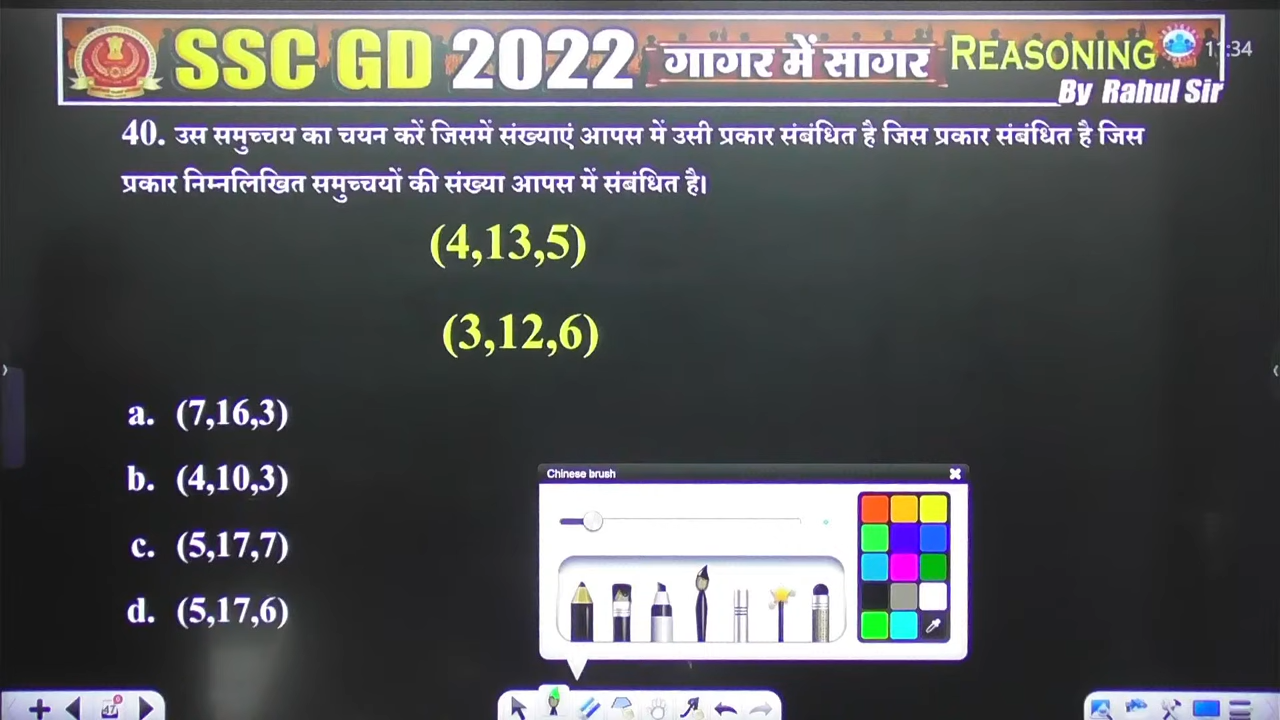 SSC GD 2022 गागर में सागर REASONING 11:34
By Rahul Sir
40. उस समुच्चय का चयन करें जिसमें संख्याएं आपस में उसी प्रकार संबंधित है जिस प्रकार संबंधित है जिस
प्रकार निम्नलिखित समुच्चयों की संख्या आपस में संबंधित है।
(4,13,5)
(3,12,6)
a. (7,16,3)
b. (4,10,3)
c. (5,17,7)
d. (5,17,6)
Chinese brush
47